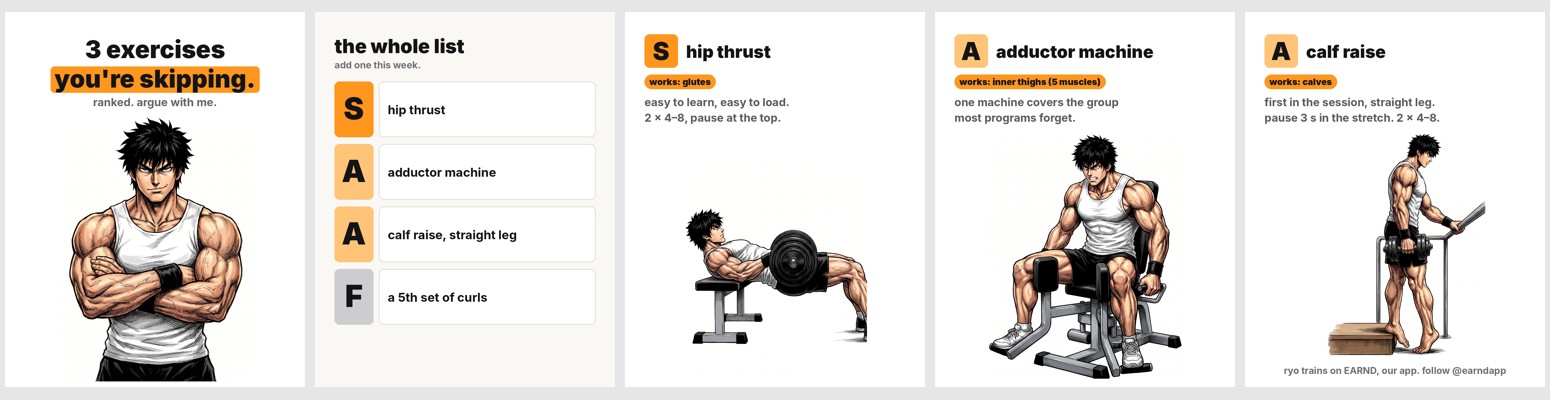 3 exercises
you're skipping.
ranked. argue with me.
the whole list
add one this week.
S hip thrust
A adductor machine
A calf raise, straight leg
F a 5th set of curls
S hip thrust
works: glutes
easy to learn, easy to load.
2 × 4–8, pause at the top.
A adductor machine
works: inner thighs (5 muscles)
one machine covers the group
most programs forget.
A calf raise
works: calves
first in the session, straight leg.
pause 3 s in the stretch. 2 × 4–8.
ryo trains on EARND, our app. follow @earndapp